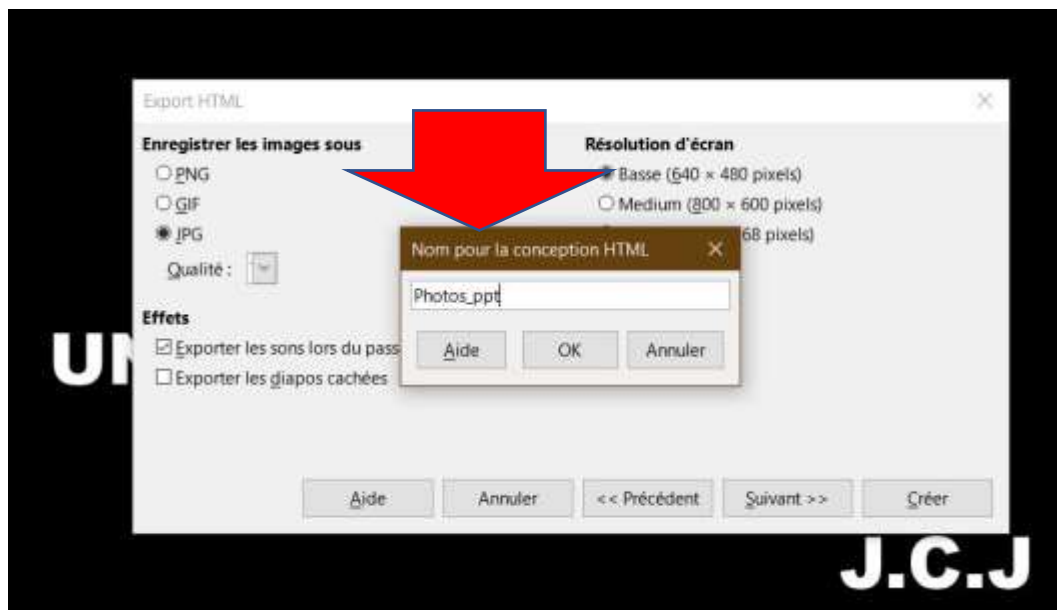 Export HTML
Enregistrer les images sous
PNG
GIF
JPG
Qualité :
Effets
Exporter les sons lors du pass
Exporter les diapos cachées
Résolution d'écran
Basse (640 × 480 pixels)
Medium (800 × 600 pixels)
68 pixels)
Nom pour la conception HTML
Photos_ppt
Aide
OK
Annuler
Aide
Annuler
<< Précédent
Suivant >>
Créer
UN
J.C.J